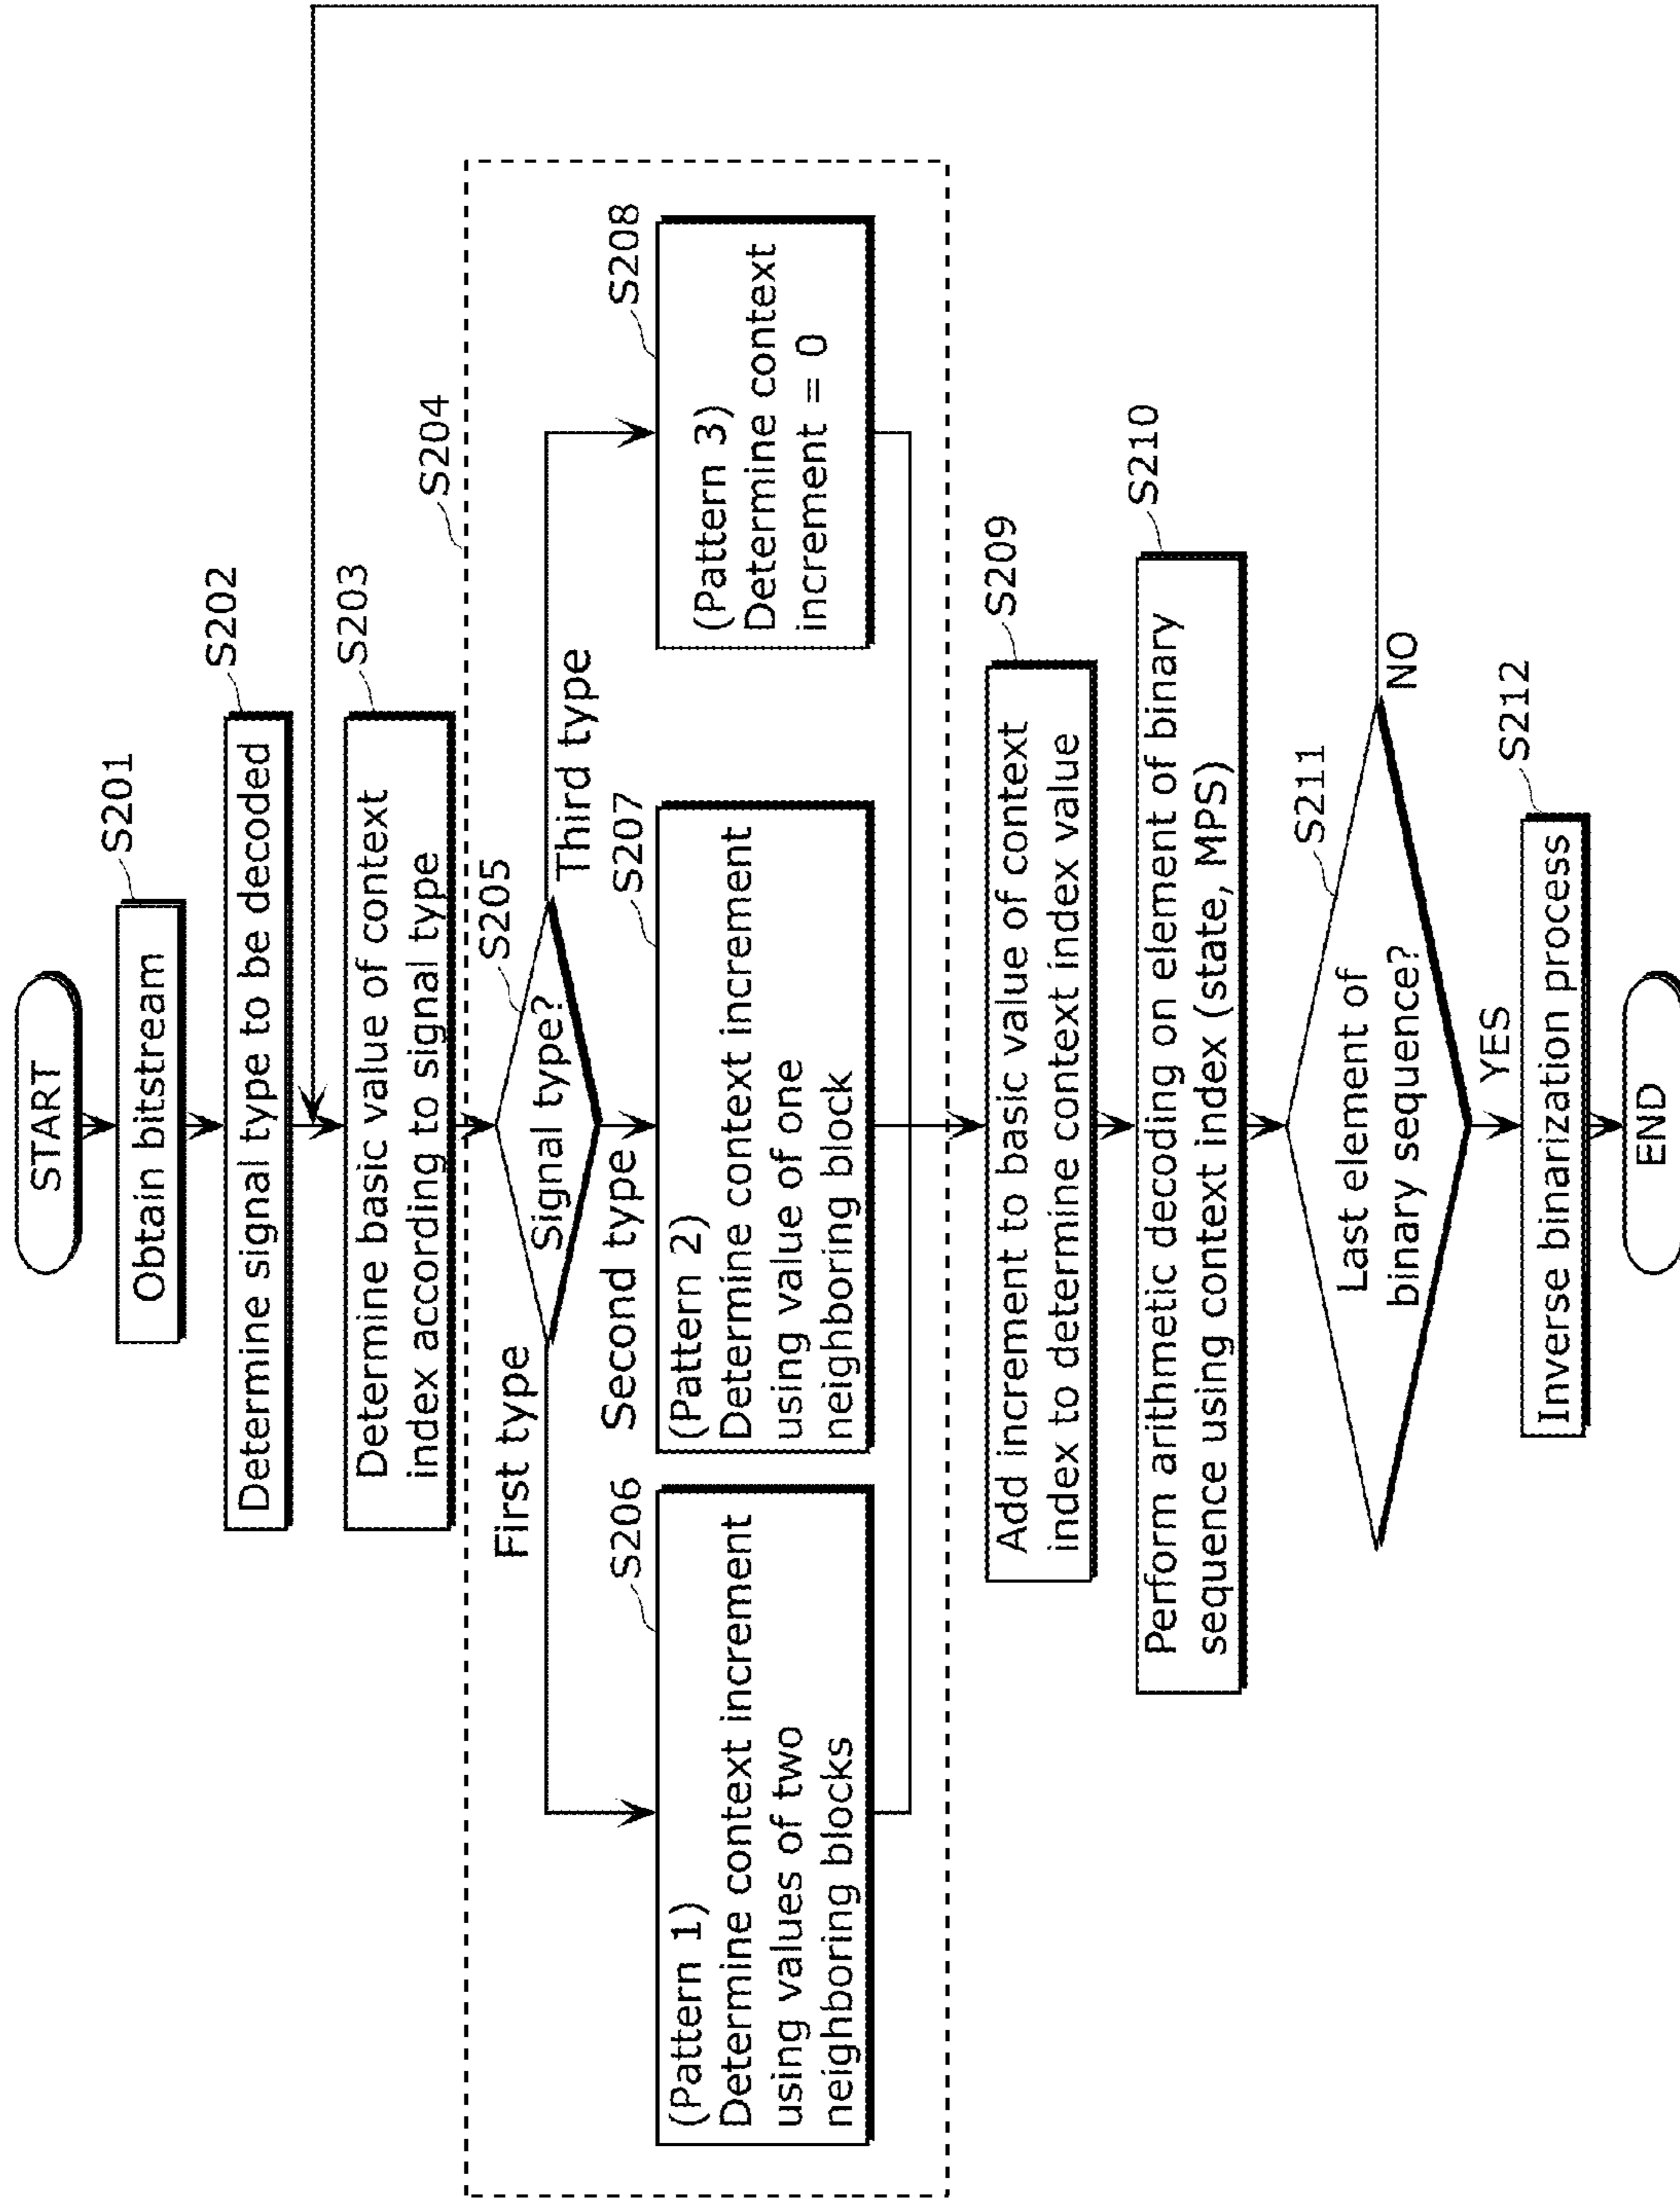 START
S201
Obtain bitstream
S202
Determine signal type to be decoded
S203
Determine basic value of context
index according to signal type
S204
S205
Signal type?
First type
Second type
Third type
S206
(Pattern 1)
Determine context increment
using values of two
neighboring blocks
S207
(Pattern 2)
Determine context increment
using value of one
neighboring block
S208
(Pattern 3)
Determine context
increment = 0
S209
Add increment to basic value of context
index to determine context index value
S210
Perform arithmetic decoding on element of binary
sequence using context index (state, MPS)
S211
Last element of
binary sequence?
NO
YES
S212
Inverse binarization process
END